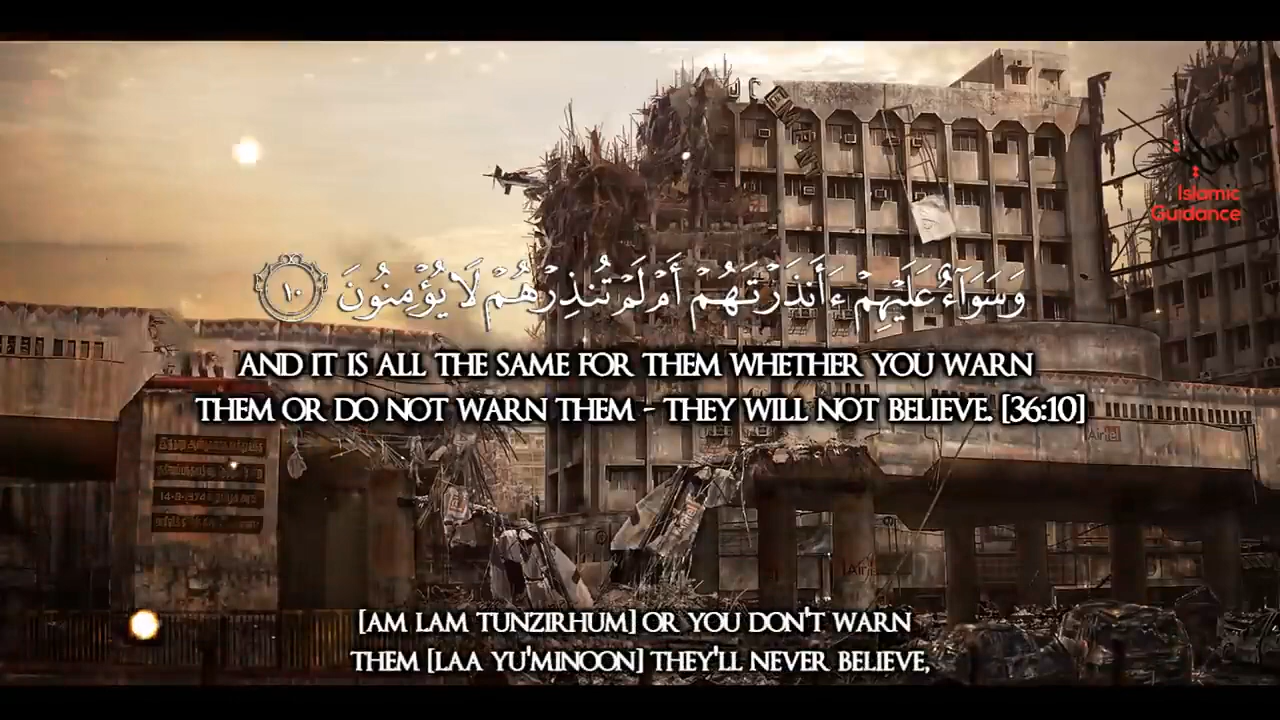 Islamic
Guidance
وَسَوَآءٌ عَلَيْهِمْ ءَأَنذَرْتَهُمْ أَمْ لَمْ تُنذِرْهُمْ لَا يُؤْمِنُونَ ١٠
AND IT IS ALL THE SAME FOR THEM WHETHER YOU WARN
THEM OR DO NOT WARN THEM - THEY WILL NOT BELIEVE. [36:10]
Airtel
[AM LAM TUNZIRHUM] OR YOU DON'T WARN
THEM [LAA YU'MINOON] THEY'LL NEVER BELIEVE,